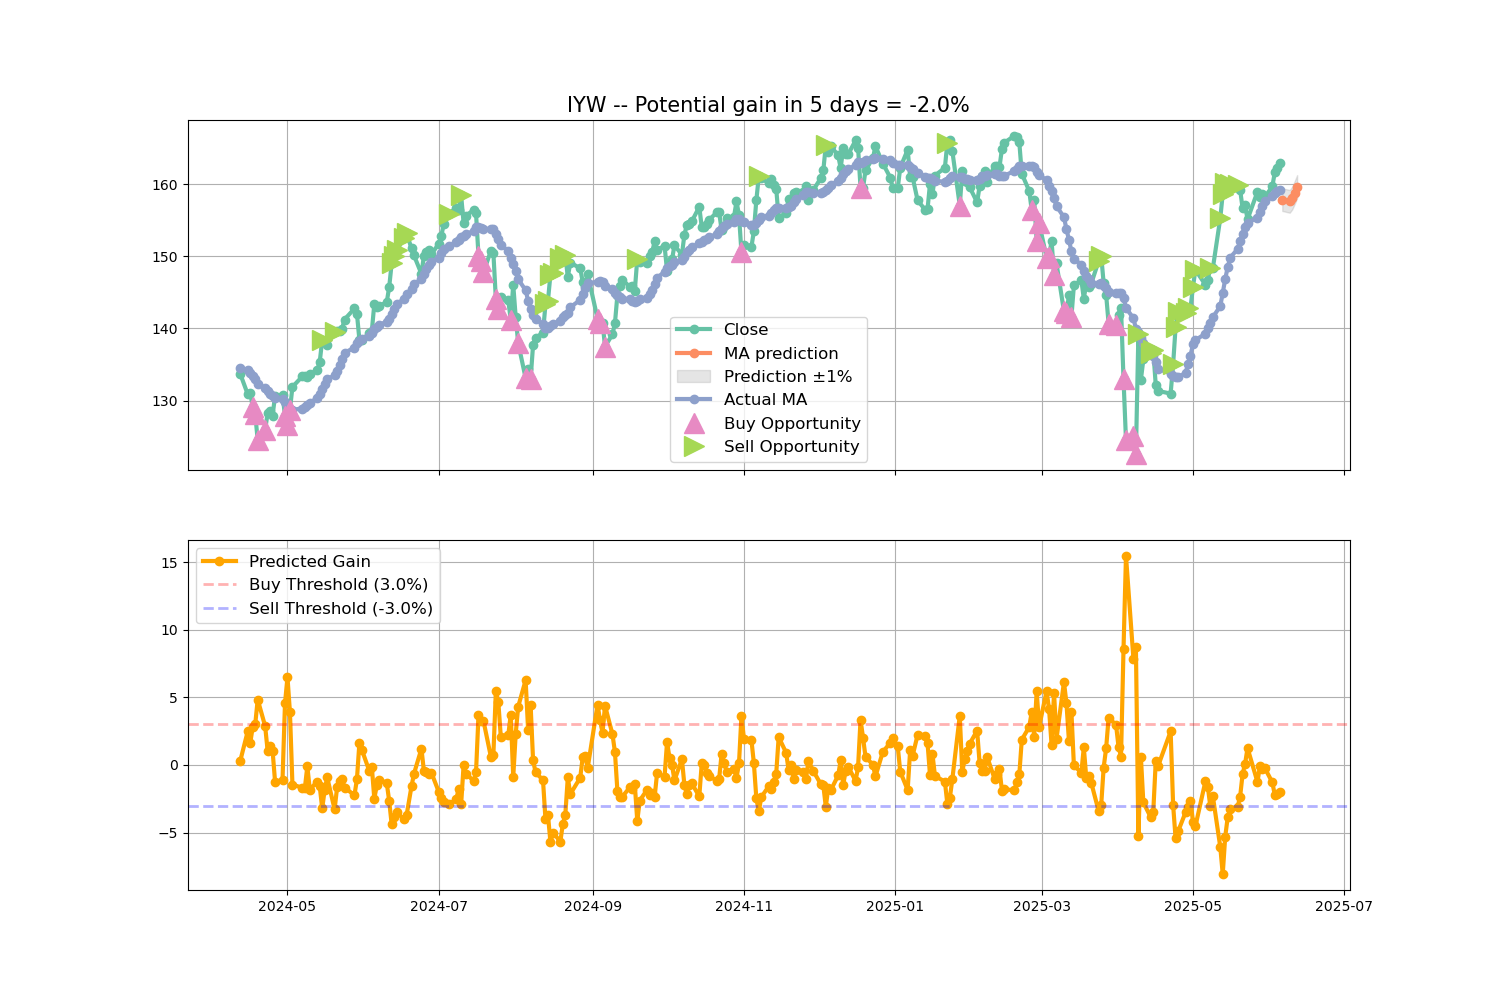 IYW -- Potential gain in 5 days = -2.0%
160
150
140
130
Close
MA prediction
Prediction ±1%
Actual MA
Buy Opportunity
Sell Opportunity
15
10
5
0
−5
Predicted Gain
Buy Threshold (3.0%)
Sell Threshold (-3.0%)
2024-05 2024-07 2024-09 2024-11 2025-01 2025-03 2025-05 2025-07